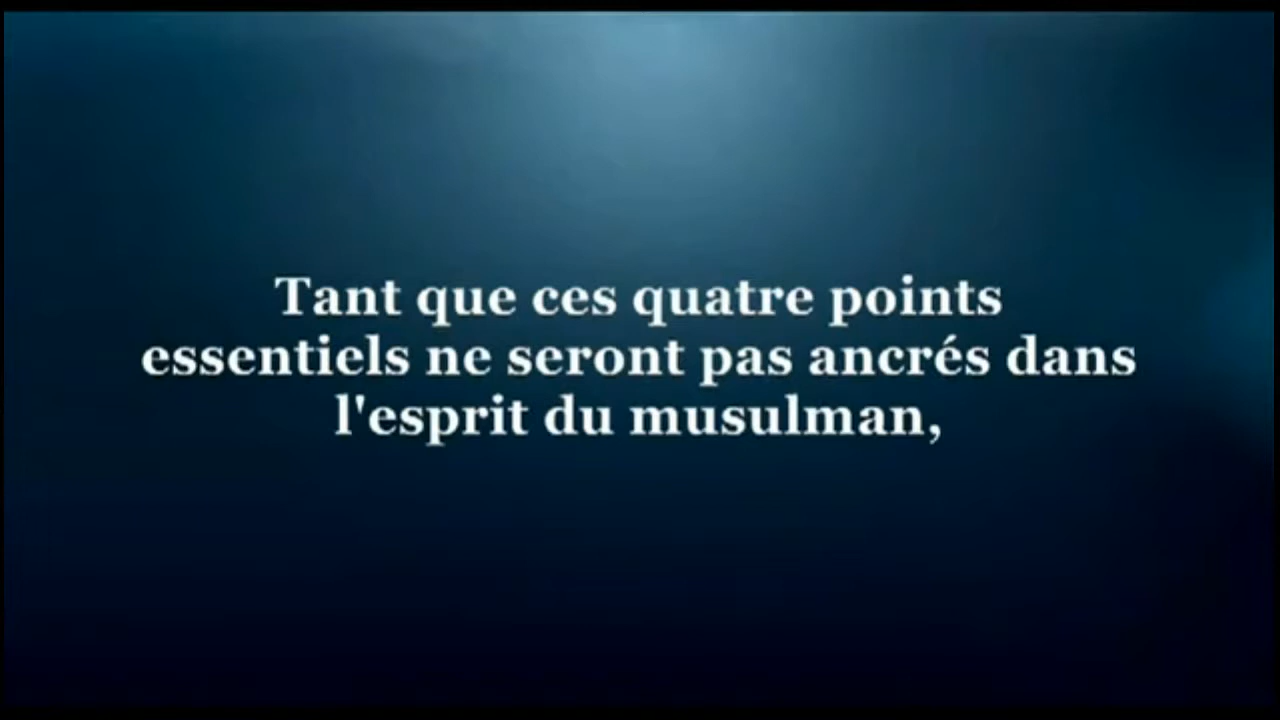 Tant que ces quatre points
essentiels ne seront pas ancrés dans
l'esprit du musulman,